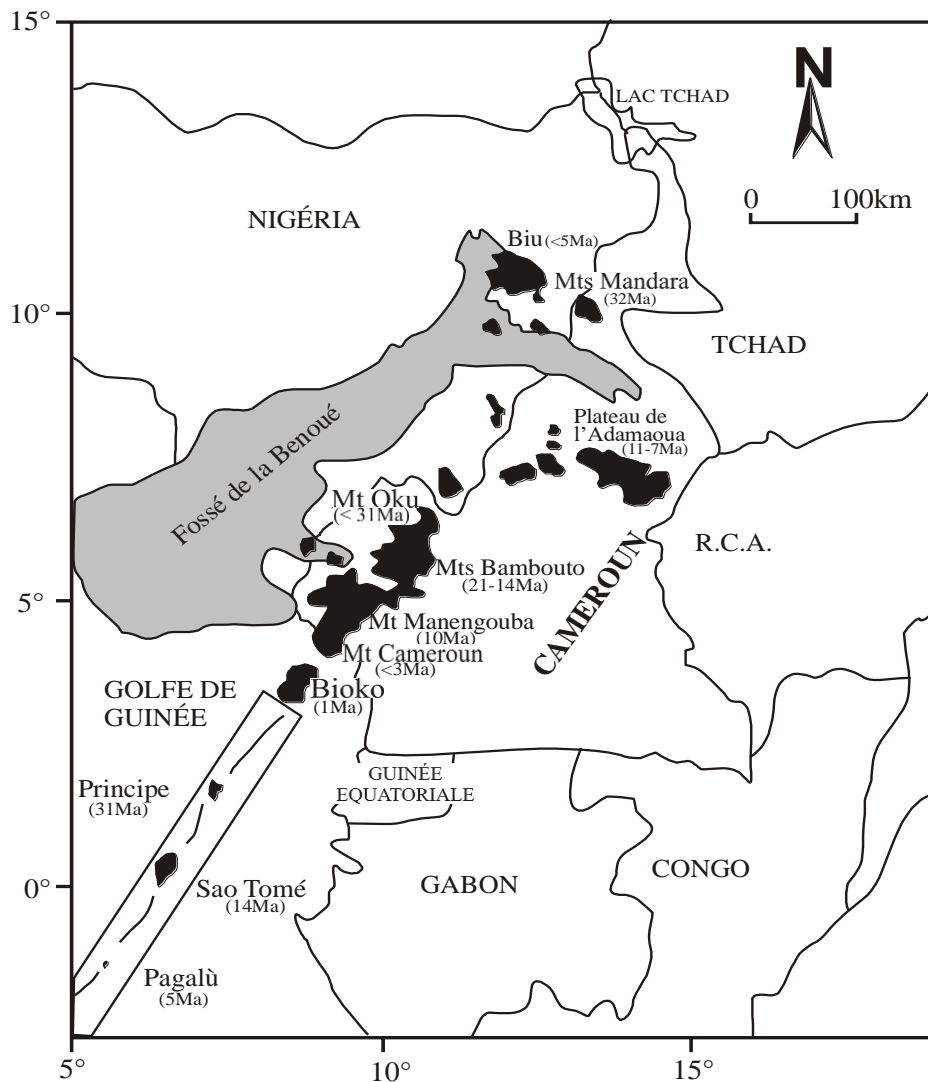 15°
N
LAC TCHAD
0 100km
NIGÉRIA
Biu (<5Ma)
Mts Mandara
(32Ma)
10°
TCHAD
Plateau de
l'Adamaoua
(11-7Ma)
Fossé de la Benoué
Mt Oku
(< 31Ma)
R.C.A.
Mts Bambouto
(21-14Ma)
CAMEROUN
5°
Mt Manengouba
(10Ma)
Mt Cameroun
(<3Ma)
Bioko
(1Ma)
GOLFE DE
GUINÉE
GUINÉE
EQUATORIALE
Principe
(31Ma)
CONGO
GABON
0°
Sao Tomé
(14Ma)
Pagalù
(5Ma)
5° 10° 15°